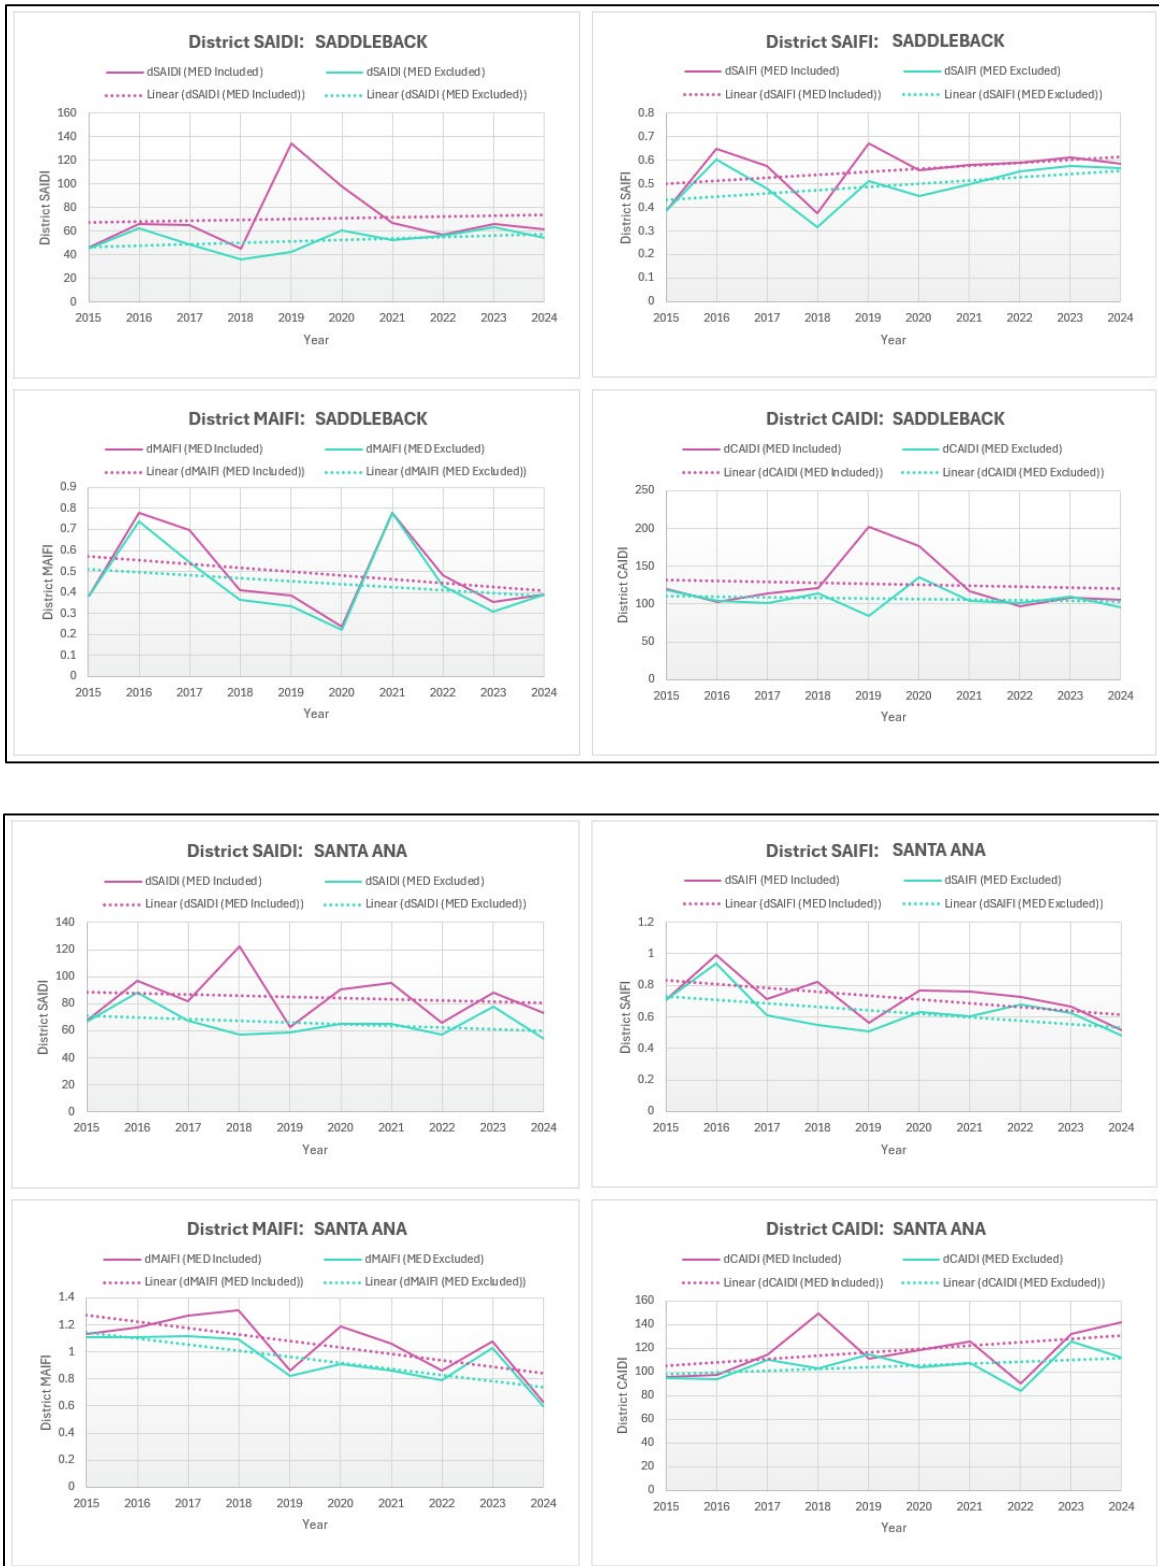 District SAIDI: SADDLEBACK
dSAIDI (MED Included) dSAIDI (MED Excluded)
Linear (dSAIDI (MED Included)) Linear (dSAIDI (MED Excluded))
160
140
120
100
80
60
40
20
0
District SAIDI
2015 2016 2017 2018 2019 2020 2021 2022 2023 2024
Year
District SAIFI: SADDLEBACK
dSAIFI (MED Included) dSAIFI (MED Excluded)
Linear (dSAIFI (MED Included)) Linear (dSAIFI (MED Excluded))
0.8
0.7
0.6
0.5
0.4
0.3
0.2
0.1
0
District SAIFI
2015 2016 2017 2018 2019 2020 2021 2022 2023 2024
Year
District MAIFI: SADDLEBACK
dMAIFI (MED Included) dMAIFI (MED Excluded)
Linear (dMAIFI (MED Included)) Linear (dMAIFI (MED Excluded))
0.9
0.8
0.7
0.6
0.5
0.4
0.3
0.2
0.1
0
District MAIFI
2015 2016 2017 2018 2019 2020 2021 2022 2023 2024
Year
District CAIDI: SADDLEBACK
dCAIDI (MED Included) dCAIDI (MED Excluded)
Linear (dCAIDI (MED Included)) Linear (dCAIDI (MED Excluded))
250
200
150
100
50
0
District CAIDI
2015 2016 2017 2018 2019 2020 2021 2022 2023 2024
Year
District SAIDI: SANTA ANA
dSAIDI (MED Included) dSAIDI (MED Excluded)
Linear (dSAIDI (MED Included)) Linear (dSAIDI (MED Excluded))
140
120
100
80
60
40
20
0
District SAIDI
2015 2016 2017 2018 2019 2020 2021 2022 2023 2024
Year
District SAIFI: SANTA ANA
dSAIFI (MED Included) dSAIFI (MED Excluded)
Linear (dSAIFI (MED Included)) Linear (dSAIFI (MED Excluded))
1.2
1
0.8
0.6
0.4
0.2
0
District SAIFI
2015 2016 2017 2018 2019 2020 2021 2022 2023 2024
Year
District MAIFI: SANTA ANA
dMAIFI (MED Included) dMAIFI (MED Excluded)
Linear (dMAIFI (MED Included)) Linear (dMAIFI (MED Excluded))
1.4
1.2
1
0.8
0.6
0.4
0.2
0
District MAIFI
2015 2016 2017 2018 2019 2020 2021 2022 2023 2024
Year
District CAIDI: SANTA ANA
dCAIDI (MED Included) dCAIDI (MED Excluded)
Linear (dCAIDI (MED Included)) Linear (dCAIDI (MED Excluded))
160
140
120
100
80
60
40
20
0
District CAIDI
2015 2016 2017 2018 2019 2020 2021 2022 2023 2024
Year